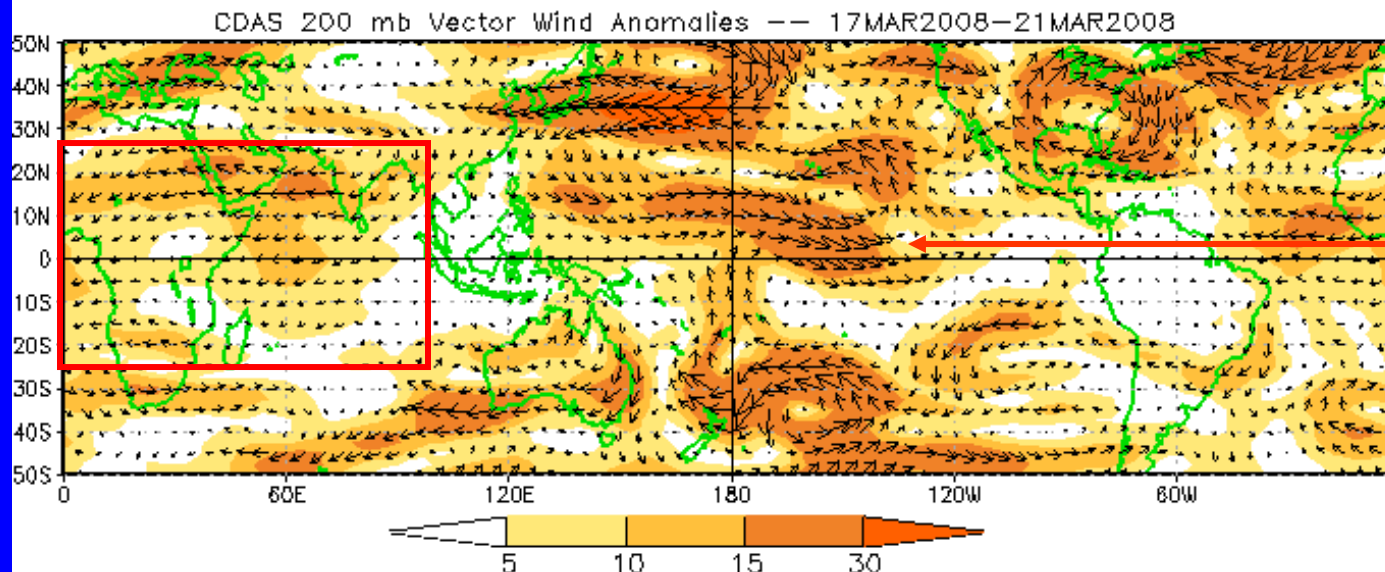 CDAS 200 mb Vector Wind Anomalies -- 17MAR2008-21MAR2008
50N
40N
30N
20N
10N
0
10S
20S
30S
40S
50S
0 60E 120E 180 120W 60W
5 10 15 30